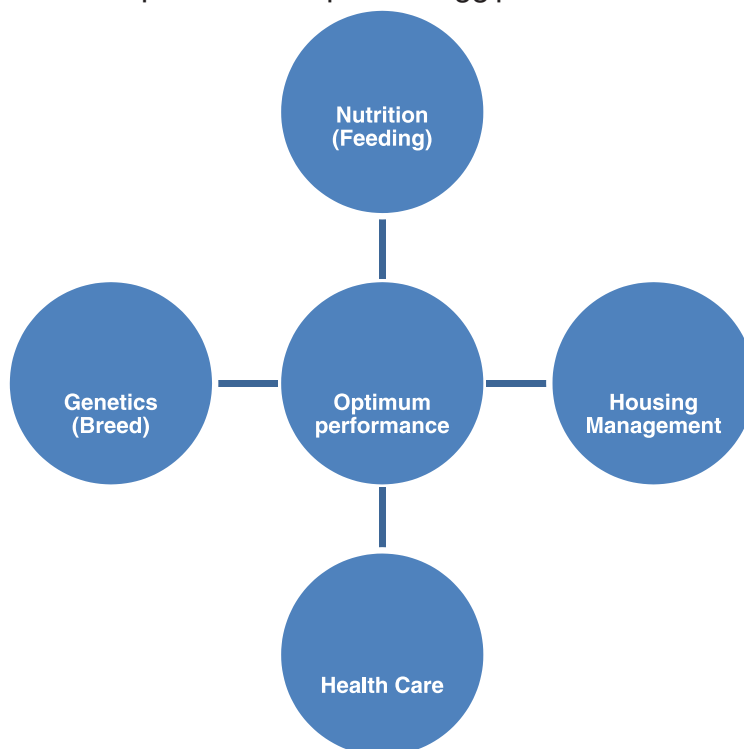 Nutrition
(Feeding)
Genetics
(Breed)
Optimum
performance
Housing
Management
Health Care